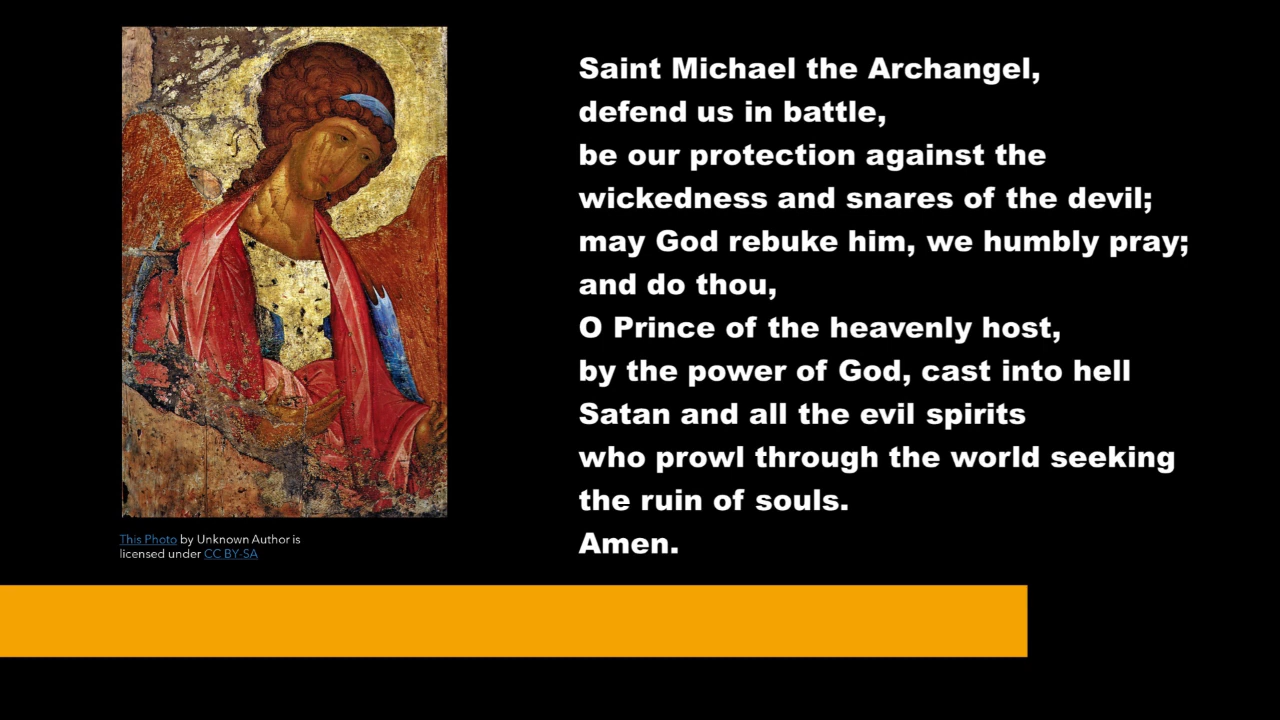 Saint Michael the Archangel,
defend us in battle,
be our protection against the
wickedness and snares of the devil;
may God rebuke him, we humbly pray;
and do thou,
O Prince of the heavenly host,
by the power of God, cast into hell
Satan and all the evil spirits
who prowl through the world seeking
the ruin of souls.
Amen.
This Photo by Unknown Author is
licensed under CC BY-SA